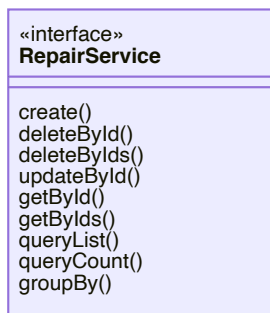 «interface»
RepairService
create()
deleteById()
deleteByIds()
updateById()
getById()
getByIds()
queryList()
queryCount()
groupBy()